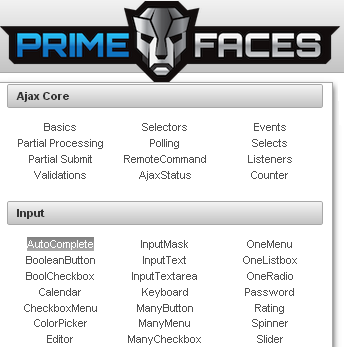 PRIME FACES
Ajax Core
Basics Selectors Events
Partial Processing Polling Selects
Partial Submit RemoteCommand Listeners
Validations AjaxStatus Counter
Input
AutoComplete InputMask OneMenu
BooleanButton InputText OneListbox
BoolCheckbox InputTextarea OneRadio
Calendar Keyboard Password
CheckboxMenu ManyButton Rating
ColorPicker ManyMenu Spinner
Editor ManyCheckbox Slider